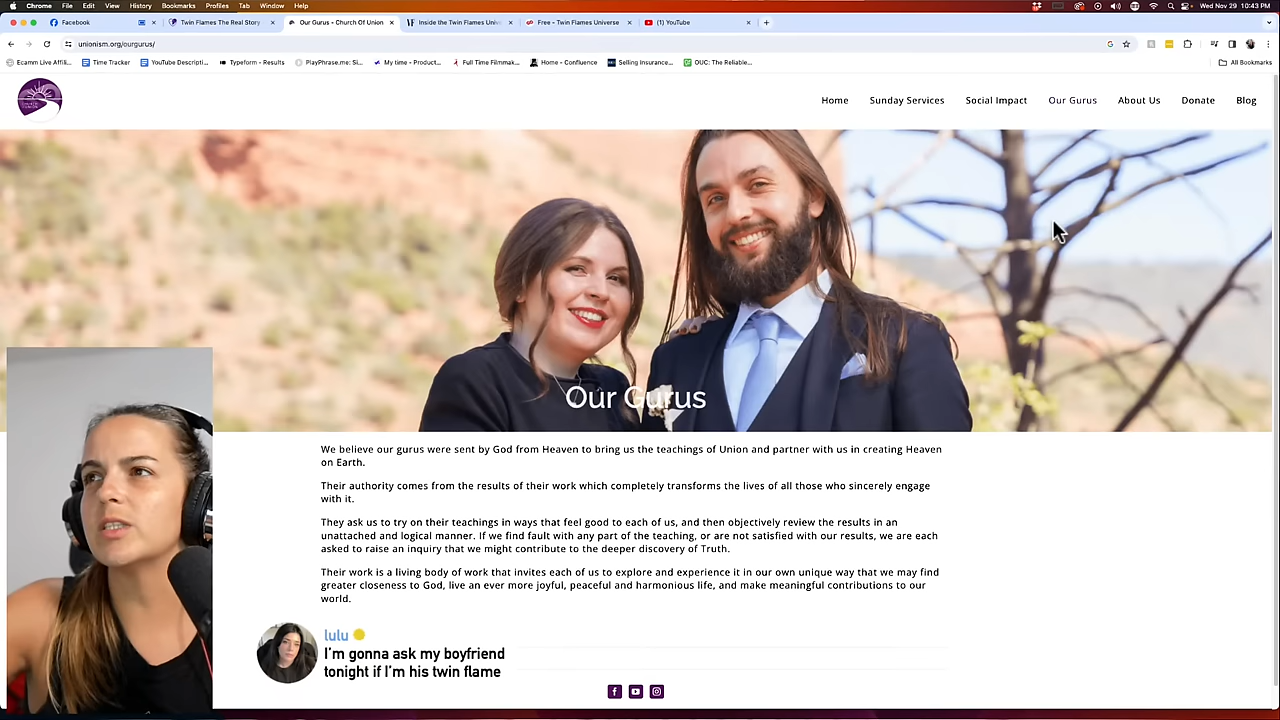 Chrome File Edit View History Bookmarks Profiles Tab Window Help Wed Nov 29 10:43 PM
Facebook Twin Flames The Real Story Our Gurus - Church Of Union Inside the Twin Flames Univ Free - Twin Flames Universe (1) YouTube
unionism.org/ourgurus/
Ecamm Live Affili... Time Tracker YouTube Descripti... Typeform - Results PlayPhrase.me: Si... My time - Product... Full Time Filmmak... Home - Confluence Selling Insurance... OUC: The Reliable... All Bookmarks
Home Sunday Services Social Impact Our Gurus About Us Donate Blog
Our Gurus
We believe our gurus were sent by God from Heaven to bring us the teachings of Union and partner with us in creating Heaven
on Earth.
Their authority comes from the results of their work which completely transforms the lives of all those who sincerely engage
with it.
They ask us to try on their teachings in ways that feel good to each of us, and then objectively review the results in an
unattached and logical manner. If we find fault with any part of the teaching, or are not satisfied with our results, we are each
asked to raise an inquiry that we might contribute to the deeper discovery of Truth.
Their work is a living body of work that invites each of us to explore and experience it in our own unique way that we may find
greater closeness to God, live an ever more joyful, peaceful and harmonious life, and make meaningful contributions to our
world.
lulu
I'm gonna ask my boyfriend
tonight if I'm his twin flame